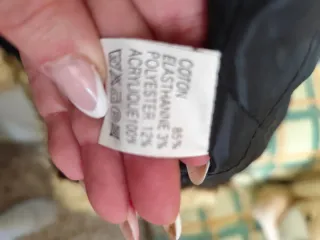 COTON 85%
ELASTHANNE 3%
POLYESTER 12%
ACRYLIQUE 100%